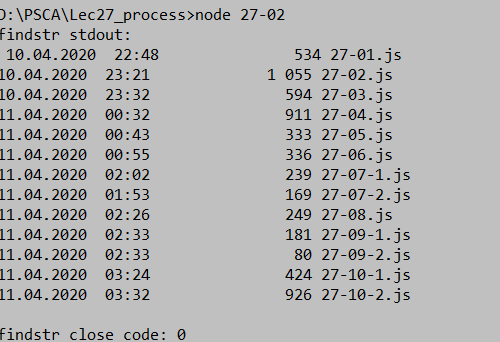 D:\PSCA\Lec27_process>node 27-02
findstr stdout:
10.04.2020  22:48                 534 27-01.js
10.04.2020  23:21             1 055 27-02.js
10.04.2020  23:32               594 27-03.js
11.04.2020  00:32               911 27-04.js
11.04.2020  00:43               333 27-05.js
11.04.2020  00:55               336 27-06.js
11.04.2020  02:02               239 27-07-1.js
11.04.2020  01:53               169 27-07-2.js
11.04.2020  02:26               249 27-08.js
11.04.2020  02:33               181 27-09-1.js
11.04.2020  02:33                80 27-09-2.js
11.04.2020  03:24               424 27-10-1.js
11.04.2020  03:32               926 27-10-2.js
findstr close code: 0